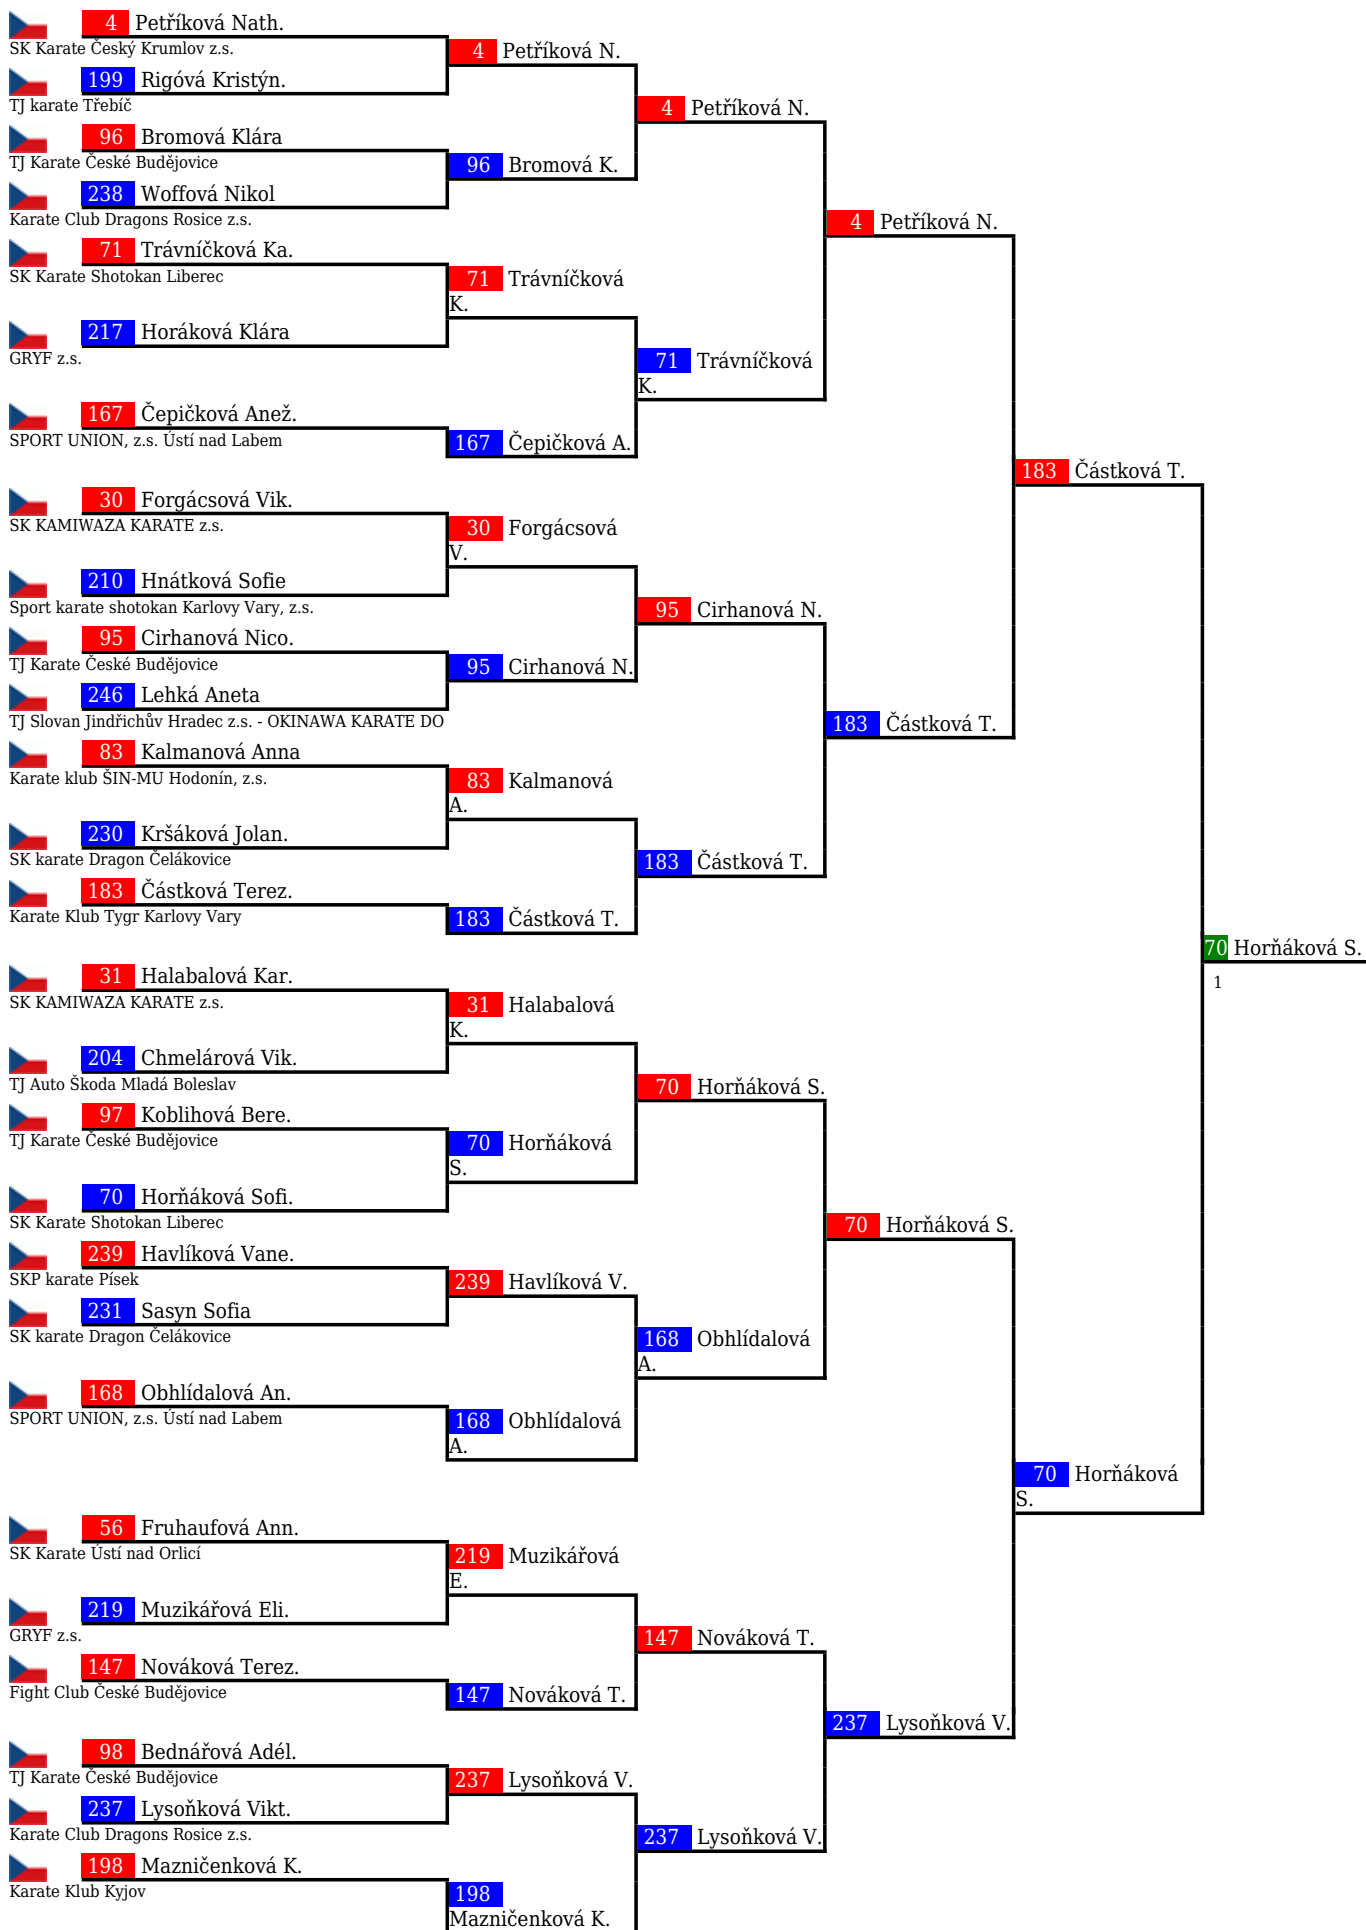 4 Petříková Nath.
SK Karate Český Krumlov z.s.
199 Rigóvá Kristýn.
TJ karate Třebíč
96 Bromová Klára
TJ Karate České Budějovice
238 Woffová Nikol
Karate Club Dragons Rosice z.s.
71 Trávníčková Ka.
SK Karate Shotokan Liberec
217 Horáková Klára
GRYF z.s.
167 Čepičková Anež.
SPORT UNION, z.s. Ústí nad Labem
30 Forgácsová Vik.
SK KAMIWAZA KARATE z.s.
210 Hnátková Sofie
Sport karate shotokan Karlovy Vary, z.s.
95 Cirhanová Nico.
TJ Karate České Budějovice
246 Lehká Aneta
TJ Slovan Jindřichův Hradec z.s. - OKINAWA KARATE DO
83 Kalmanová Anna
Karate klub ŠIN-MU Hodonín, z.s.
230 Kršáková Jolan.
SK karate Dragon Čelákovice
183 Částková Terez.
Karate Klub Tygr Karlovy Vary
31 Halabalová Kar.
SK KAMIWAZA KARATE z.s.
204 Chmelárová Vik.
TJ Auto Škoda Mladá Boleslav
97 Koblihová Bere.
TJ Karate České Budějovice
70 Horňáková Sofi.
SK Karate Shotokan Liberec
239 Havlíková Vane.
SKP karate Písek
231 Sasyn Sofia
SK karate Dragon Čelákovice
168 Obhlídalová An.
SPORT UNION, z.s. Ústí nad Labem
56 Fruhaufová Ann.
SK Karate Ústí nad Orlicí
219 Muzikářová Eli.
GRYF z.s.
147 Nováková Terez.
Fight Club České Budějovice
98 Bednářová Adél.
TJ Karate České Budějovice
237 Lysoňková Vikt.
Karate Club Dragons Rosice z.s.
198 Mazničenková K.
Karate Klub Kyjov
4 Petříková N.
96 Bromová K.
71 Trávníčková
K.
167 Čepičková A.
30 Forgácsová
V.
95 Cirhanová N.
83 Kalmanová
A.
183 Částková T.
31 Halabalová
K.
70 Horňáková
S.
239 Havlíková V.
168 Obhlídalová
A.
219 Muzikářová
E.
147 Nováková T.
237 Lysoňková V.
198
Mazničenková K.
4 Petříková N.
71 Trávníčková
K.
95 Cirhanová N.
183 Částková T.
70 Horňáková S.
168 Obhlídalová
A.
147 Nováková T.
237 Lysoňková V.
4 Petříková N.
183 Částková T.
70 Horňáková S.
237 Lysoňková V.
183 Částková T.
70 Horňáková
S.
70 Horňáková S.
1